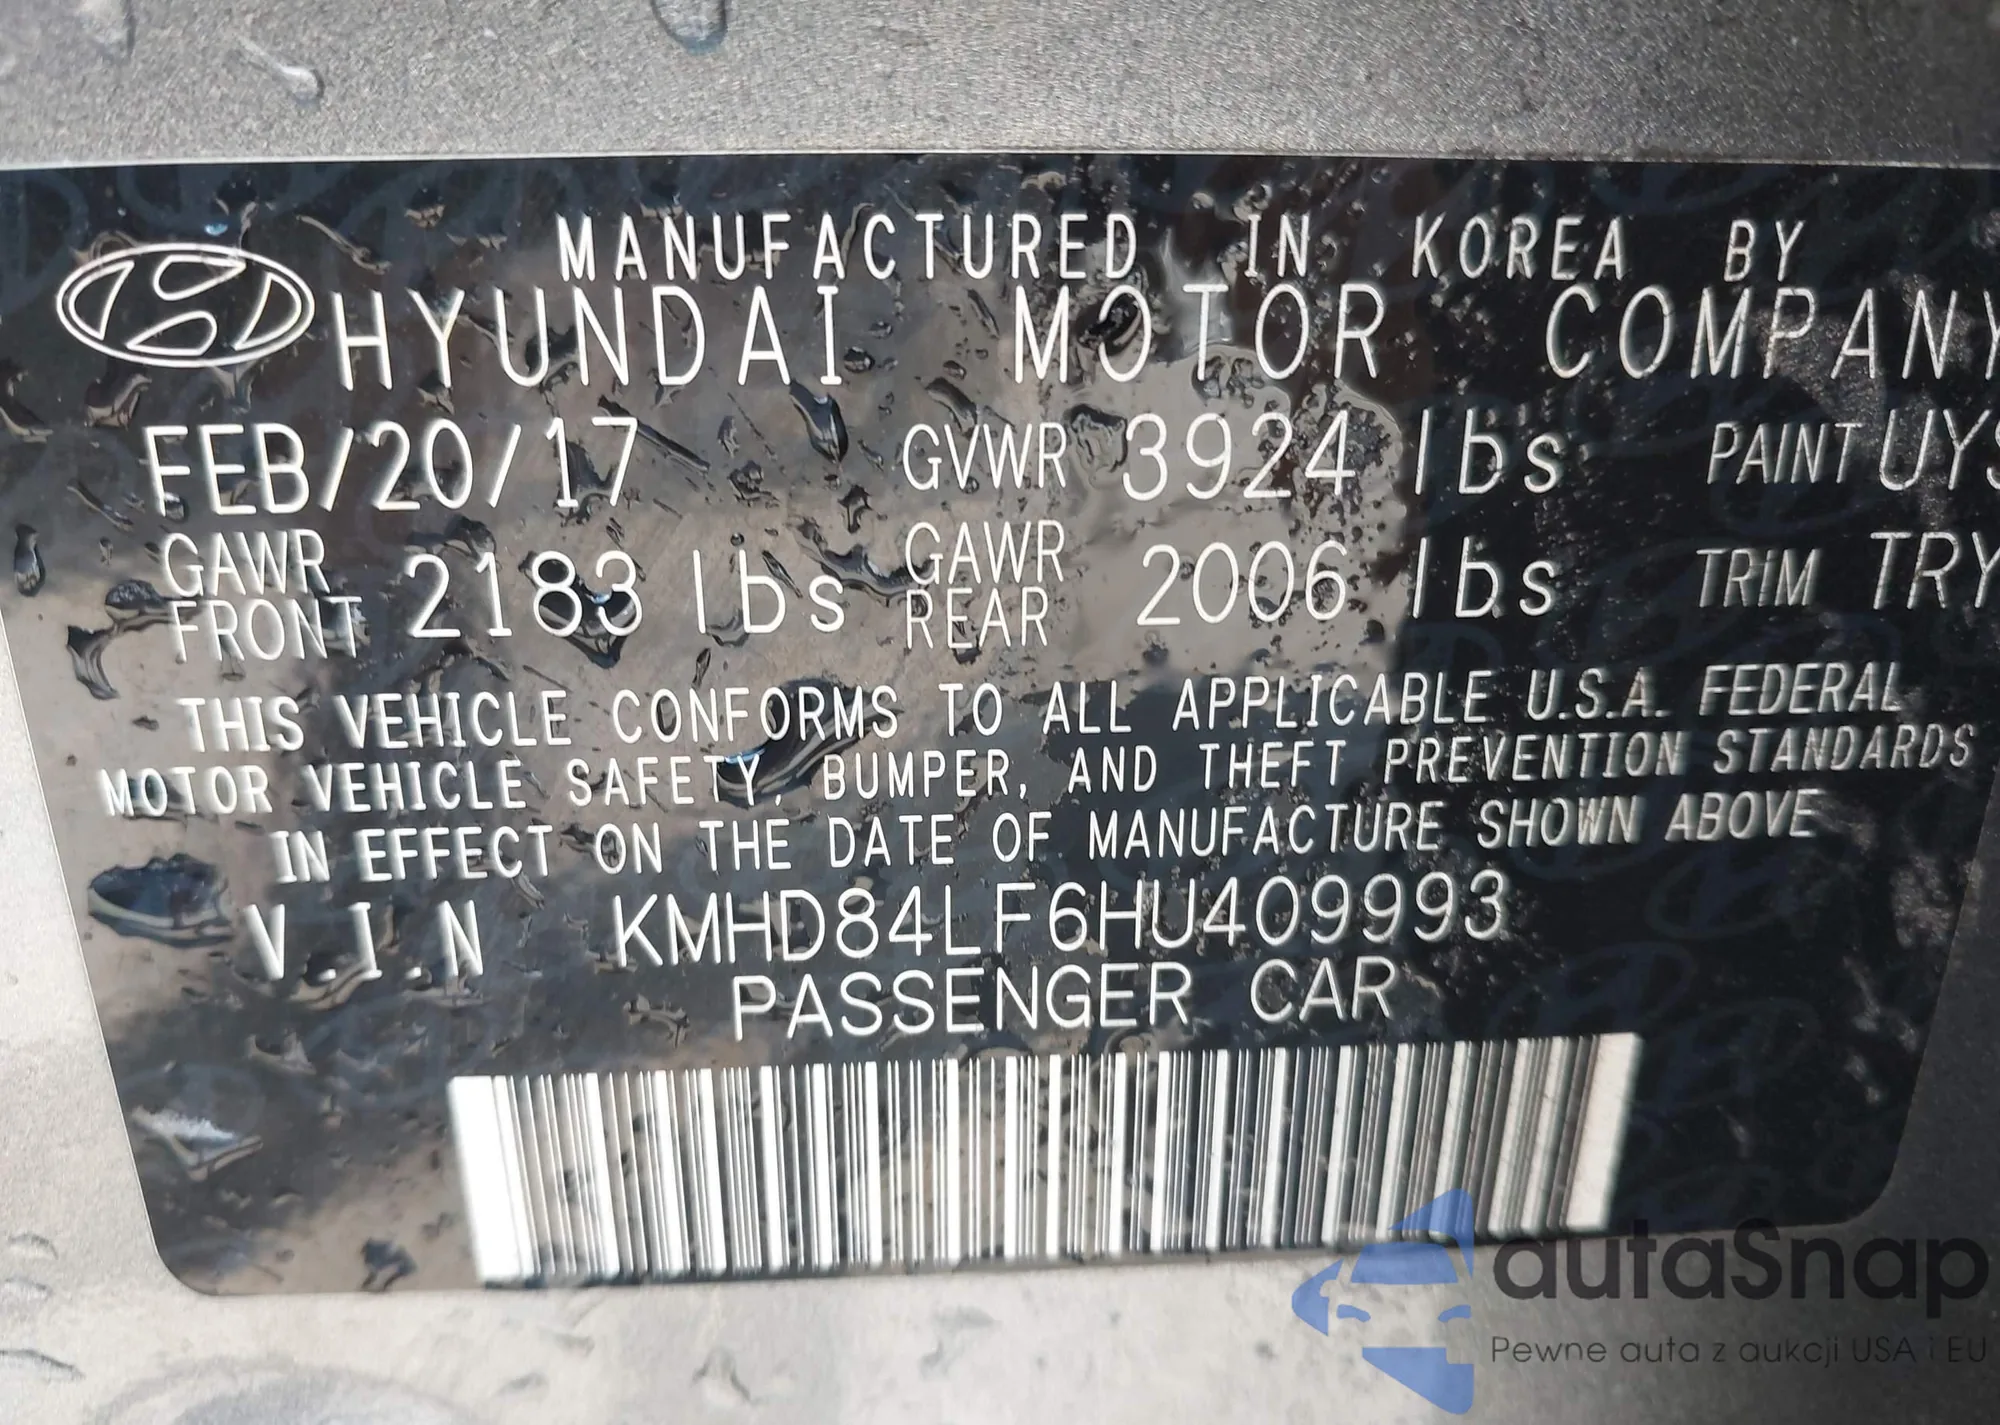 MANUFACTURED IN KOREA BY
HYUNDAI MOTOR COMPANY
FEB/20/17 GVWR 3924 lbs PAINT UYS
GAWR FRONT 2183 lbs GAWR REAR 2006 lbs TRIM TRY
THIS VEHICLE CONFORMS TO ALL APPLICABLE U.S.A. FEDERAL
MOTOR VEHICLE SAFETY, BUMPER, AND THEFT PREVENTION STANDARDS
IN EFFECT ON THE DATE OF MANUFACTURE SHOWN ABOVE
V.I.N KMHD84LF6HU409993
PASSENGER CAR
autaSnap
Pewne auta z aukcji USA i EU